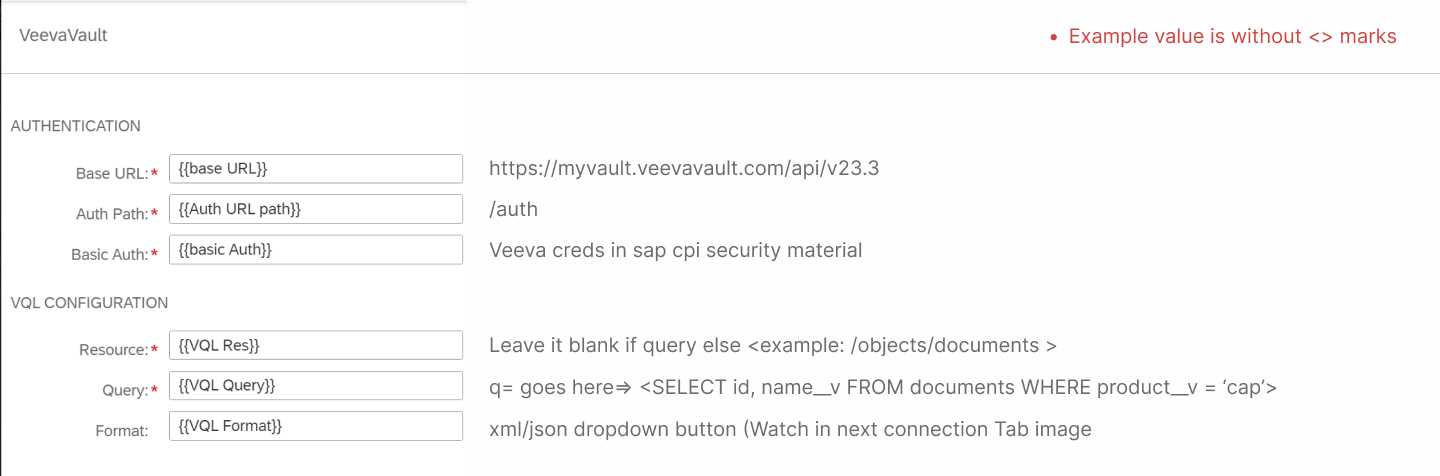 VeevaVault
• Example value is without <> marks
AUTHENTICATION
Base URL:* {{base URL}} https://myvault.veevavault.com/api/v23.3
Auth Path:* {{Auth URL path}} /auth
Basic Auth:* {{basic Auth}} Veeva creds in sap cpi security material
VQL CONFIGURATION
Resource:* {{VQL Res}} Leave it blank if query else <example: /objects/documents >
Query:* {{VQL Query}} q= goes here=> <SELECT id, name__v FROM documents WHERE product__v = ‘cap’>
Format: {{VQL Format}} xml/json dropdown button (Watch in next connection Tab image